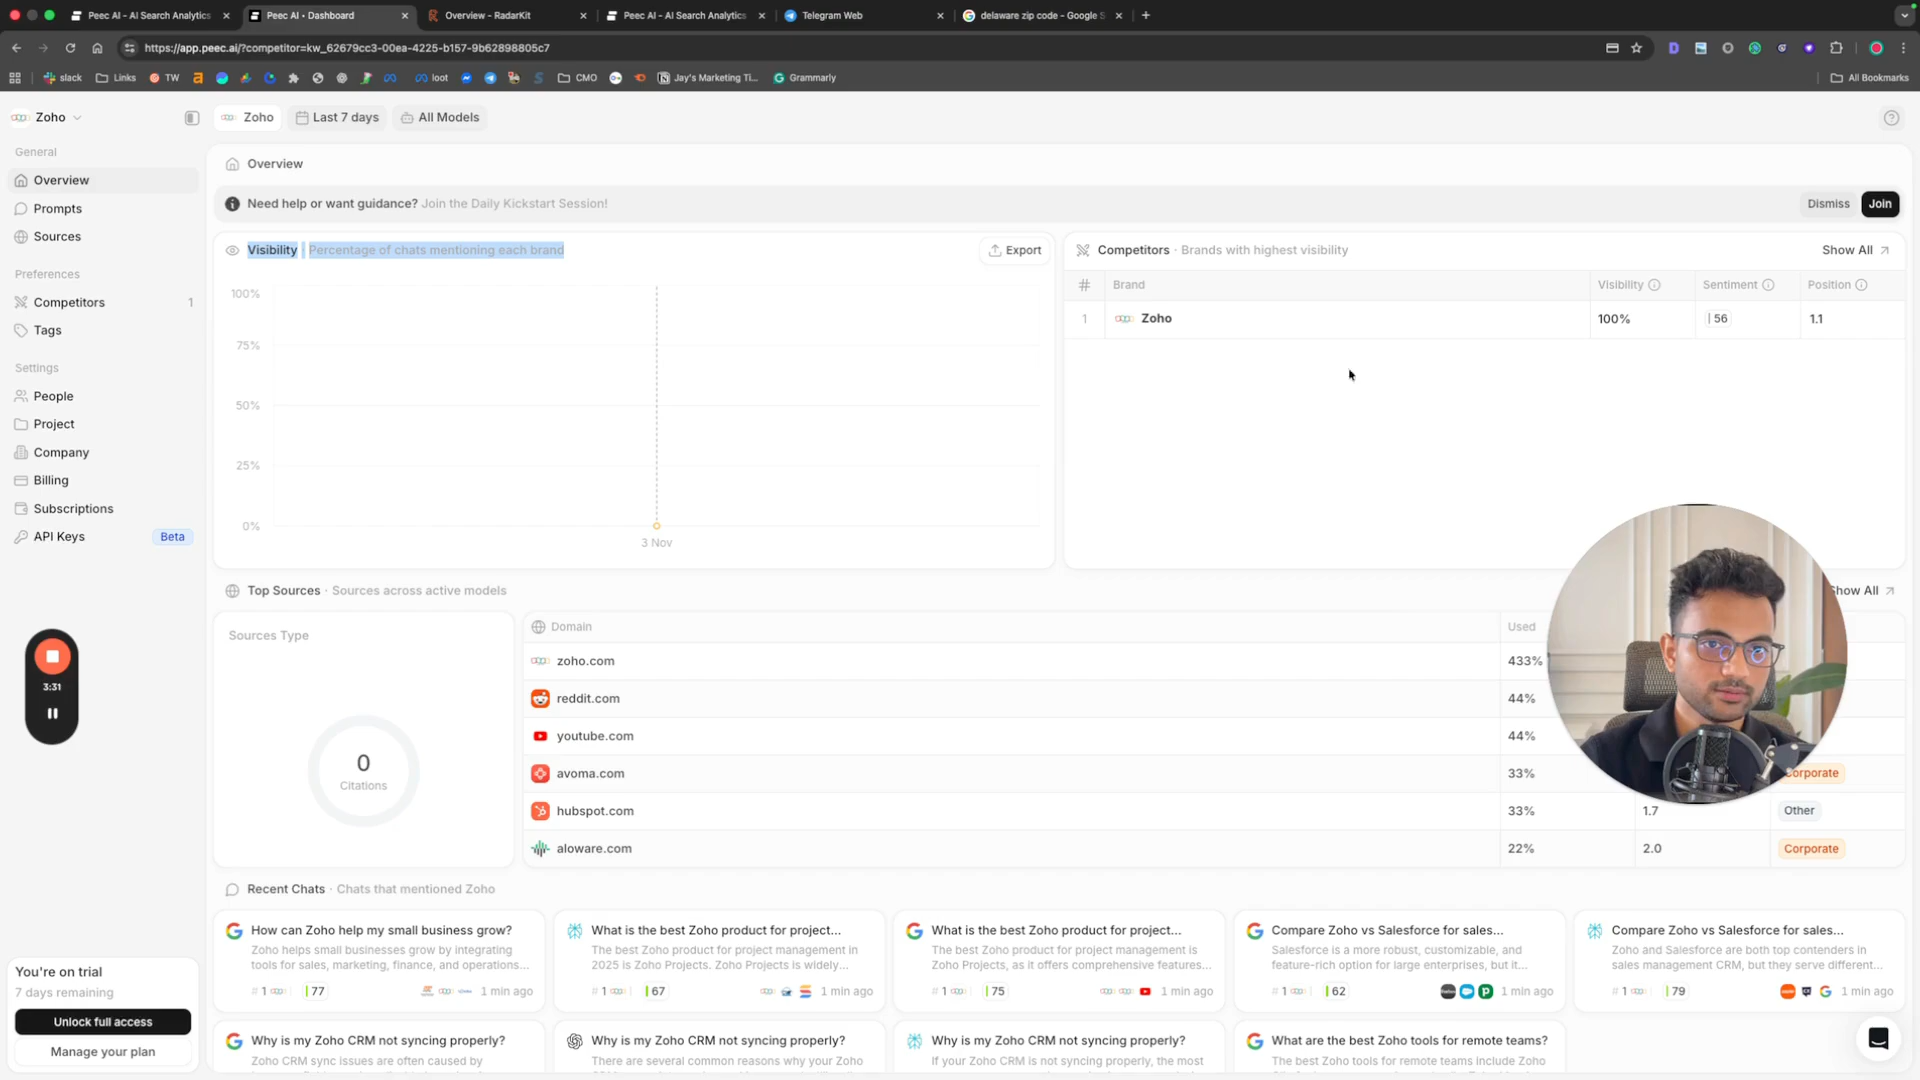 Peec AI - AI Search Analytics
Peec AI • Dashboard
Overview - RadarKit
Peec AI - AI Search Analytics
Telegram Web
delaware zip code - Google S
https://app.peec.ai/?competitor=kw_62679cc3-00ea-4225-b157-9b62898805c7
slack
Links
TW
loot
CMO
Jay's Marketing Ti...
Grammarly
All Bookmarks
Zoho
Zoho
Last 7 days
All Models
General
Overview
Prompts
Sources
Preferences
Competitors 1
Tags
Settings
People
Project
Company
Billing
Subscriptions
API Keys Beta
3:31
You're on trial
7 days remaining
Unlock full access
Manage your plan
Overview
Need help or want guidance? Join the Daily Kickstart Session!
Dismiss
Join
Visibility · Percentage of chats mentioning each brand
Export
100%
75%
50%
25%
0%
3 Nov
Competitors · Brands with highest visibility
Show All
# Brand Visibility Sentiment Position
1 Zoho 100% 56 1.1
Top Sources · Sources across active models
Show All
Sources Type
0
Citations
Domain Used
zoho.com 433%
reddit.com 44%
youtube.com 44%
avoma.com 33% Corporate
hubspot.com 33% 1.7 Other
aloware.com 22% 2.0 Corporate
Recent Chats · Chats that mentioned Zoho
How can Zoho help my small business grow?
Zoho helps small businesses grow by integrating
tools for sales, marketing, finance, and operations...
# 1 77 1 min ago
What is the best Zoho product for project...
The best Zoho product for project management in
2025 is Zoho Projects. Zoho Projects is widely...
# 1 67 1 min ago
What is the best Zoho product for project...
The best Zoho product for project management is
Zoho Projects, as it offers comprehensive features...
# 1 75 1 min ago
Compare Zoho vs Salesforce for sales...
Salesforce is a more robust, customizable, and
feature-rich option for large enterprises, but it...
# 1 62 1 min ago
Compare Zoho vs Salesforce for sales...
Zoho and Salesforce are both top contenders in
sales management CRM, but they serve different...
# 1 79 1 min ago
Why is my Zoho CRM not syncing properly?
Zoho CRM sync issues are often caused by
Why is my Zoho CRM not syncing properly?
There are several common reasons why your Zoho
Why is my Zoho CRM not syncing properly?
If your Zoho CRM is not syncing properly, the most
What are the best Zoho tools for remote teams?
The best Zoho tools for remote teams include Zoho